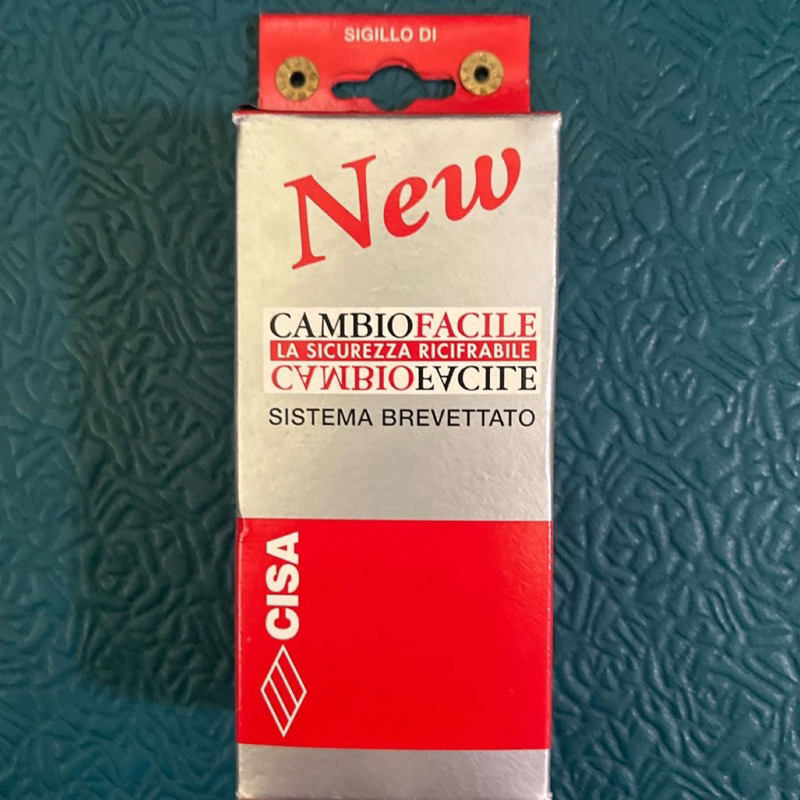 SIGILLO DI
New
CAMBIOFACILE
LA SICUREZZA RICIFRABILE
CAMBIOFACILE
SISTEMA BREVETTATO
CISA